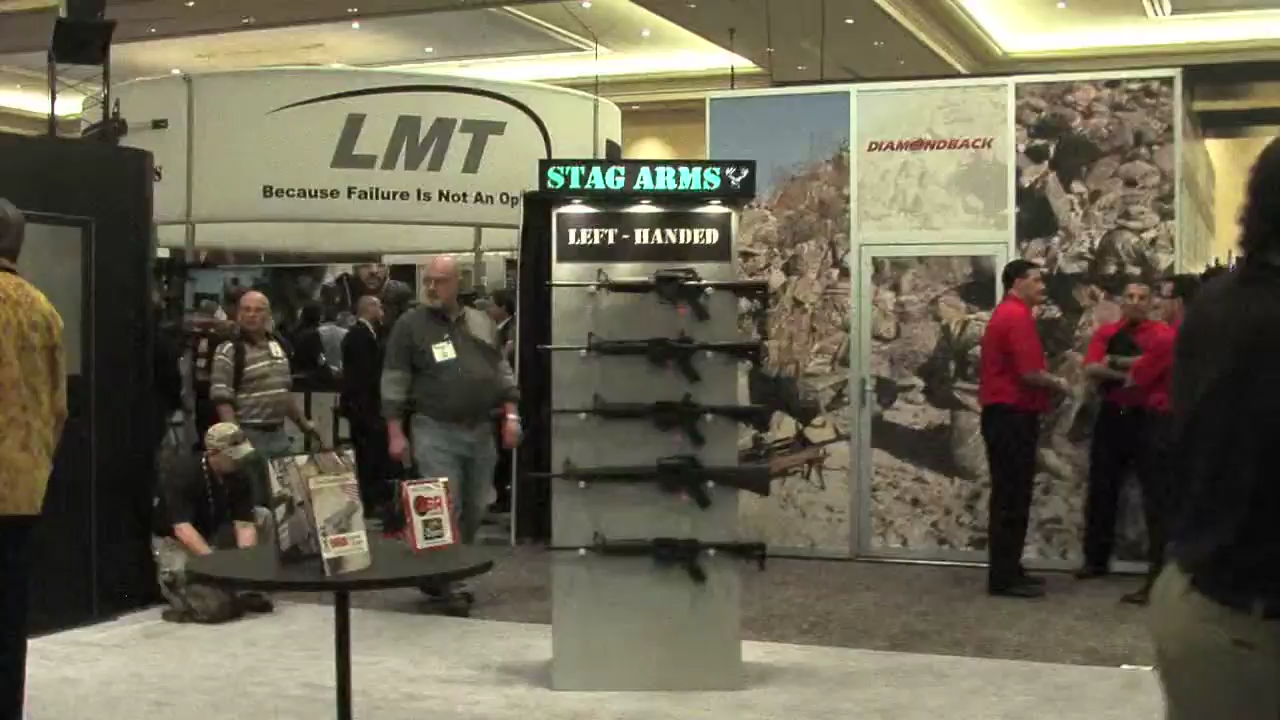 LMT
Because Failure Is Not An Op
STAG ARMS
LEFT-HANDED
DIAMONDBACK